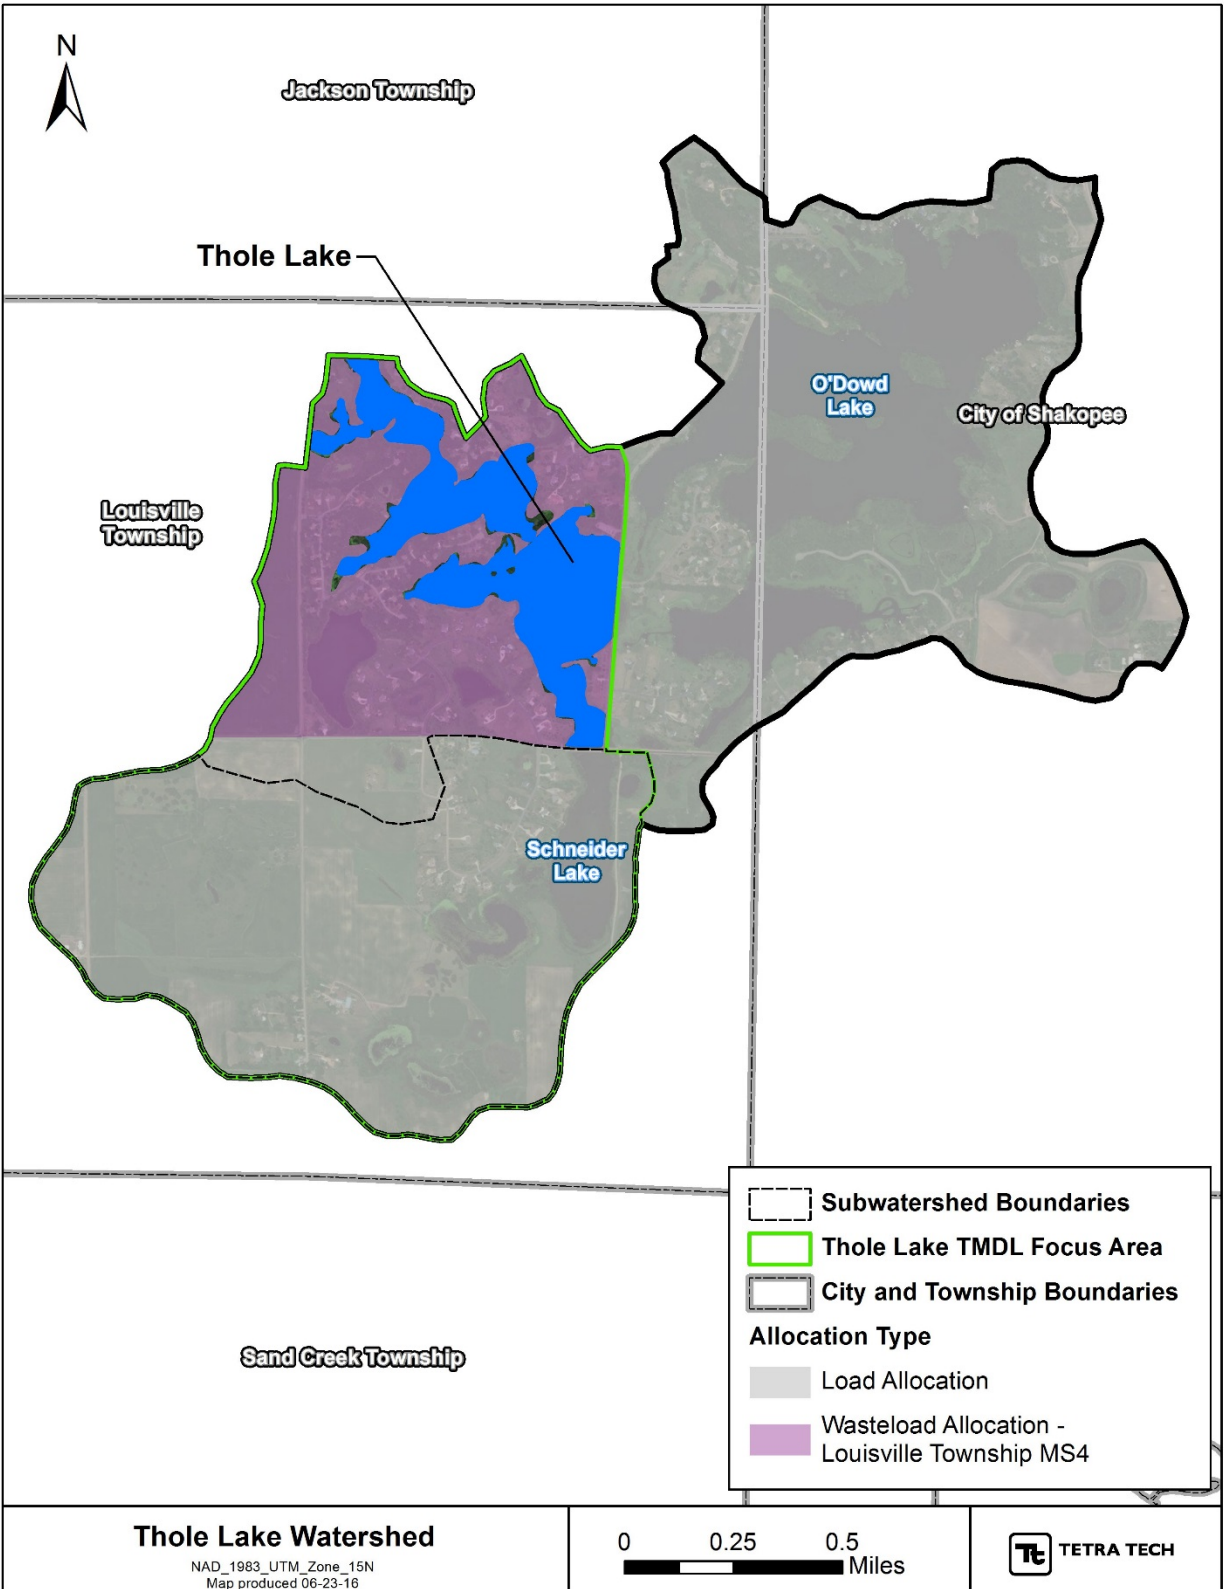 N
Jackson Township
Thole Lake
O'Dowd
Lake
City of Shakopee
Louisville
Township
Schneider
Lake
Sand Creek Township
Subwatershed Boundaries
Thole Lake TMDL Focus Area
City and Township Boundaries
Allocation Type
Load Allocation
Wasteload Allocation -
Louisville Township MS4
Thole Lake Watershed
NAD_1983_UTM_Zone_15N
Map produced 06-23-16
0 0.25 0.5
Miles
Tt TETRA TECH